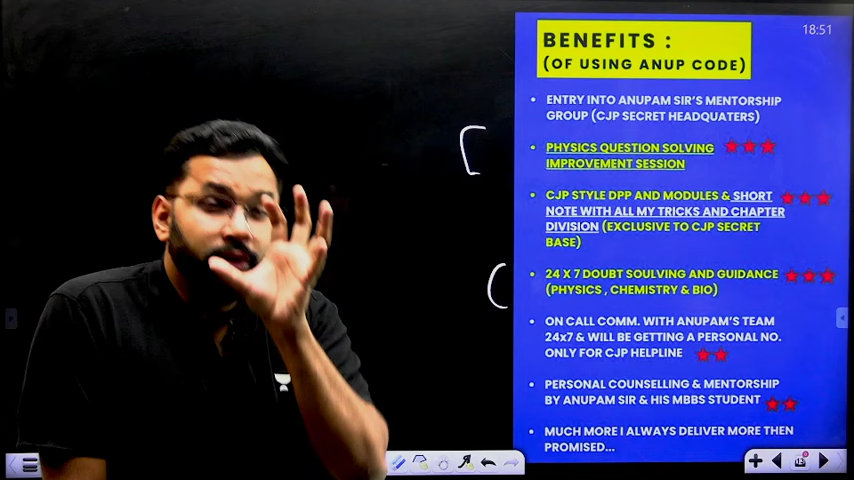 18:51
BENEFITS :
(OF USING ANUP CODE)
• ENTRY INTO ANUPAM SIR'S MENTORSHIP
GROUP (CJP SECRET HEADQUATERS)
• PHYSICS QUESTION SOLVING
IMPROVEMENT SESSION
• CJP STYLE DPP AND MODULES & SHORT
NOTE WITH ALL MY TRICKS AND CHAPTER
DIVISION (EXCLUSIVE TO CJP SECRET
BASE)
• 24 X 7 DOUBT SOULVING AND GUIDANCE
(PHYSICS , CHEMISTRY & BIO)
• ON CALL COMM. WITH ANUPAM'S TEAM
24x7 & WILL BE GETTING A PERSONAL NO.
ONLY FOR CJP HELPLINE
• PERSONAL COUNSELLING & MENTORSHIP
BY ANUPAM SIR & HIS MBBS STUDENT
• MUCH MORE I ALWAYS DELIVER MORE THEN
PROMISED...